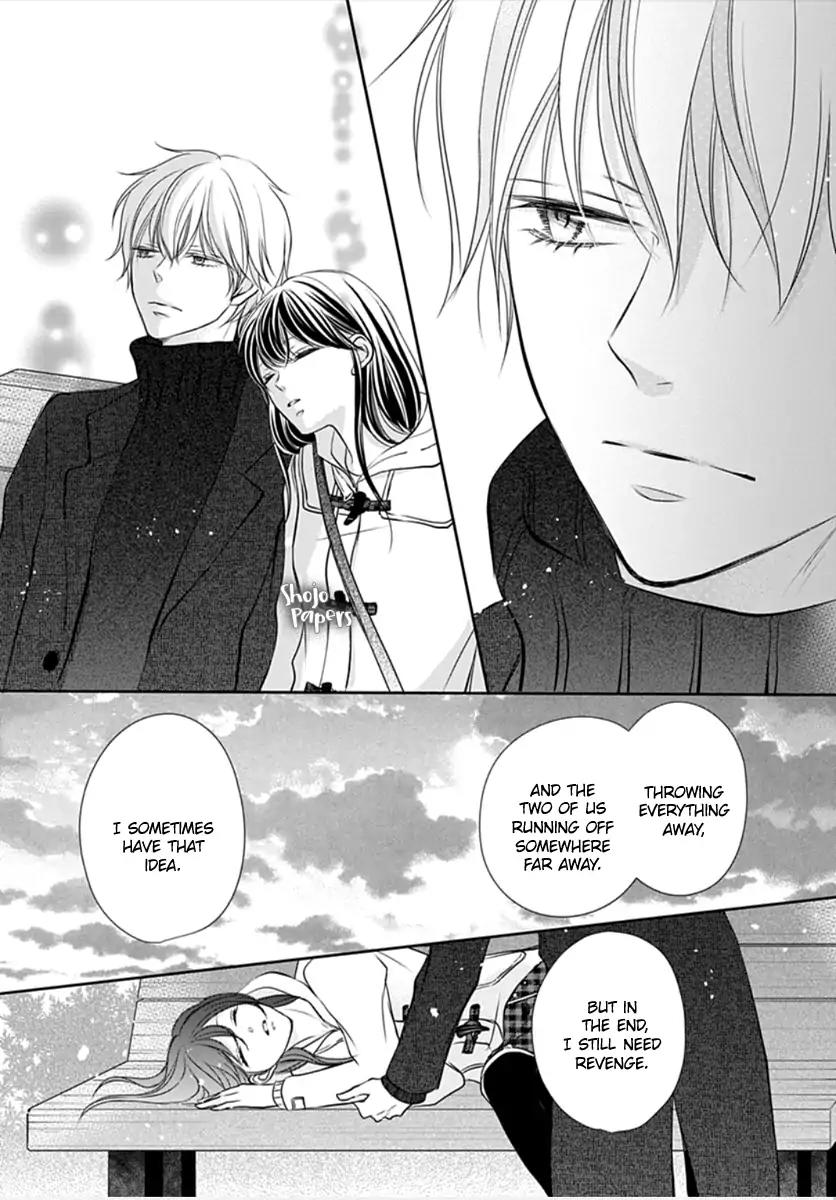 Shojo
Papers
THROWING
EVERYTHING
AWAY,
AND THE
TWO OF US
RUNNING OFF
SOMEWHERE
FAR AWAY.
I SOMETIMES
HAVE THAT
IDEA.
BUT IN
THE END,
I STILL NEED
REVENGE.